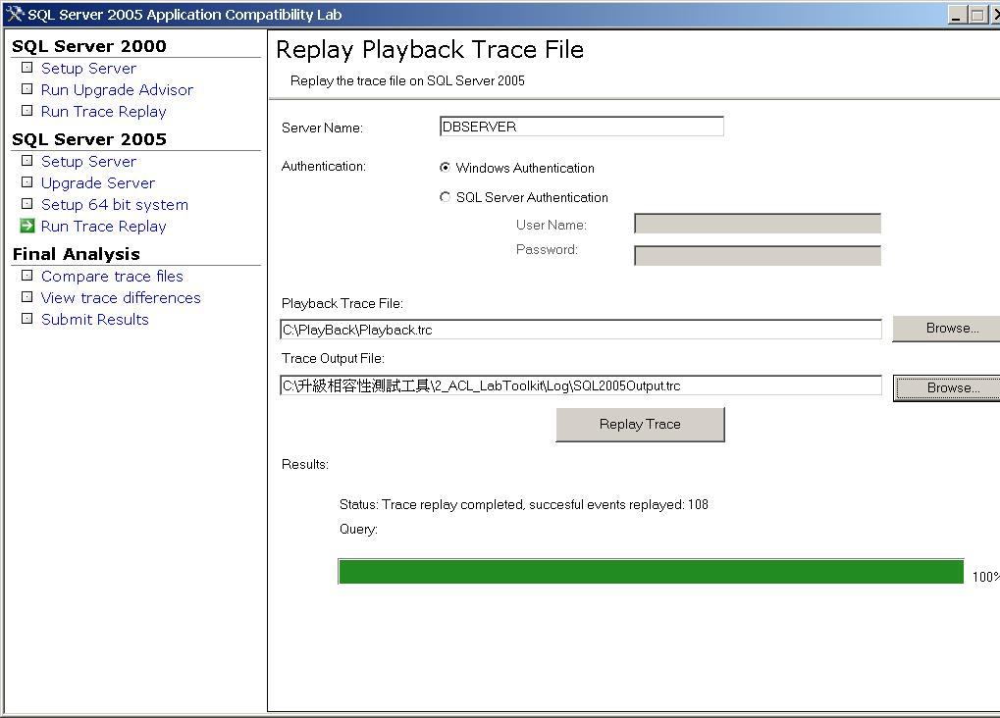 SQL Server 2005 Application Compatibility Lab
SQL Server 2000
Setup Server
Run Upgrade Advisor
Run Trace Replay
SQL Server 2005
Setup Server
Upgrade Server
Setup 64 bit system
Run Trace Replay
Final Analysis
Compare trace files
View trace differences
Submit Results
Replay Playback Trace File
Replay the trace file on SQL Server 2005
Server Name: DBSERVER
Authentication: Windows Authentication
SQL Server Authentication
User Name:
Password:
Playback Trace File:
C:\PlayBack\Playback.trc Browse...
Trace Output File:
C:\升級相容性測試工具\2_ACL_LabToolkit\Log\SQL2005Output.trc Browse...
Replay Trace
Results:
Status: Trace replay completed, succesful events replayed: 108
Query:
100%